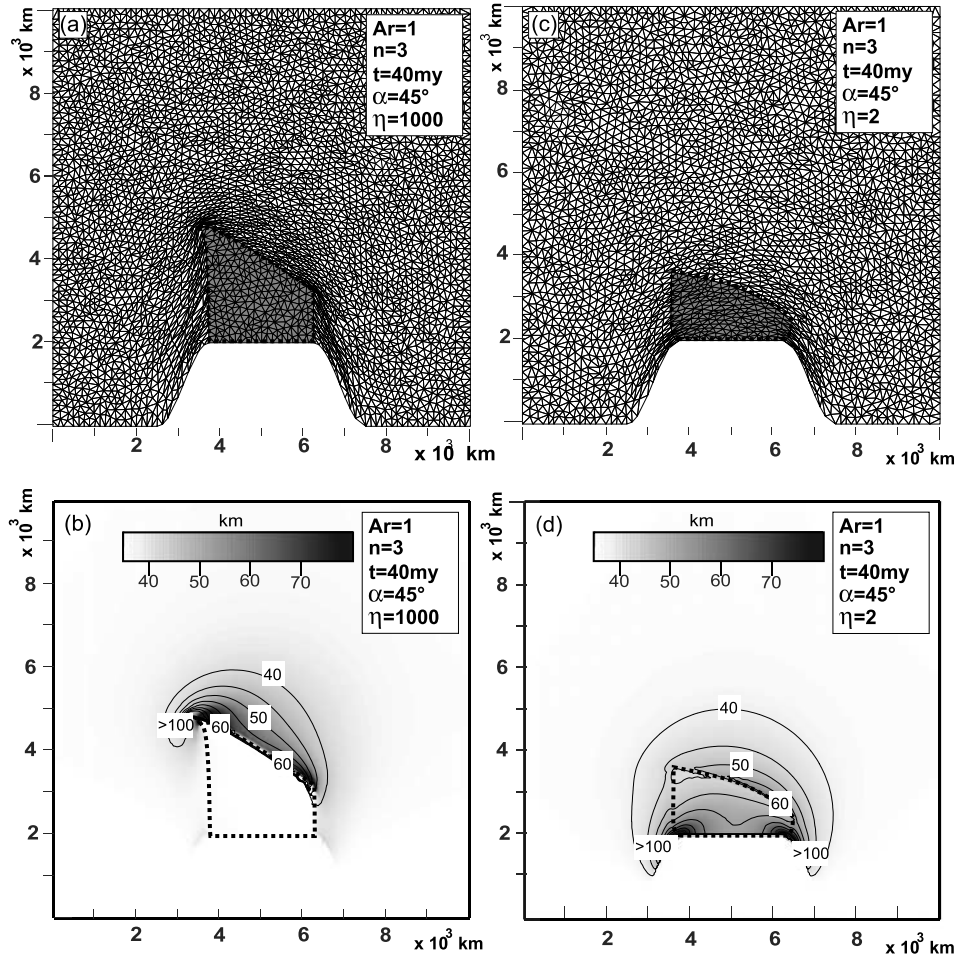 (a)
Ar=1
n=3
t=40my
α=45°
η=1000
x 10³ km
8
6
4
2
2 4 6 8
x 10³ km
(c)
Ar=1
n=3
t=40my
α=45°
η=2
x 10³ km
8
6
4
2
2 4 6 8
x 10³ km
(b)
km
40 50 60 70
Ar=1
n=3
t=40my
α=45°
η=1000
x 10³ km
8
6
4
2
40
50
>100
60
60
2 4 6 8
x 10³ km
(d)
km
40 50 60 70
Ar=1
n=3
t=40my
α=45°
η=2
x 10³ km
8
6
4
2
40
50
60
>100
>100
2 4 6 8
x 10³ km